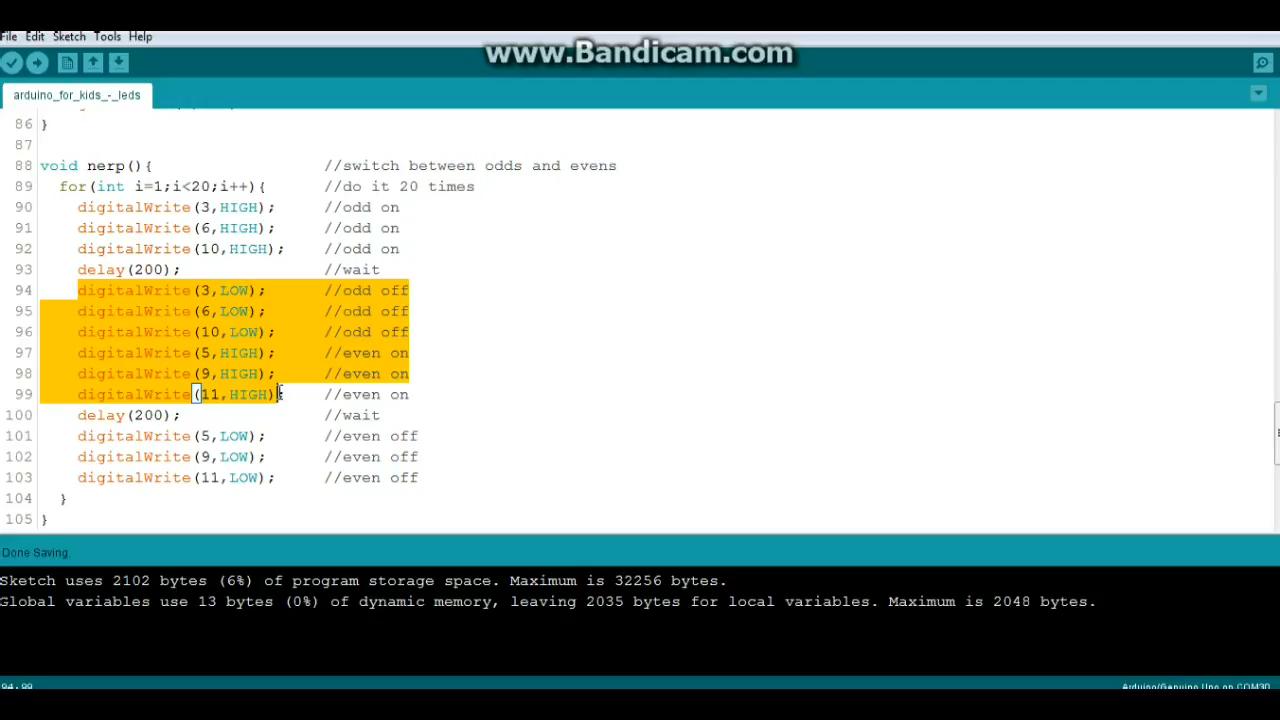 www.Bandicam.com
File Edit Sketch Tools Help
arduino_for_kids_-_leds
86 }
87
88 void nerp(){ //switch between odds and evens
89 for(int i=1;i<20;i++){ //do it 20 times
90 digitalWrite(3,HIGH); //odd on
91 digitalWrite(6,HIGH); //odd on
92 digitalWrite(10,HIGH); //odd on
93 delay(200); //wait
94 digitalWrite(3,LOW); //odd off
95 digitalWrite(6,LOW); //odd off
96 digitalWrite(10,LOW); //odd off
97 digitalWrite(5,HIGH); //even on
98 digitalWrite(9,HIGH); //even on
99 digitalWrite(11,HIGH); //even on
100 delay(200); //wait
101 digitalWrite(5,LOW); //even off
102 digitalWrite(9,LOW); //even off
103 digitalWrite(11,LOW); //even off
104 }
105 }
Done Saving.
Sketch uses 2102 bytes (6%) of program storage space. Maximum is 32256 bytes.
Global variables use 13 bytes (0%) of dynamic memory, leaving 2035 bytes for local variables. Maximum is 2048 bytes.
Arduino/Genuino Uno on COM30